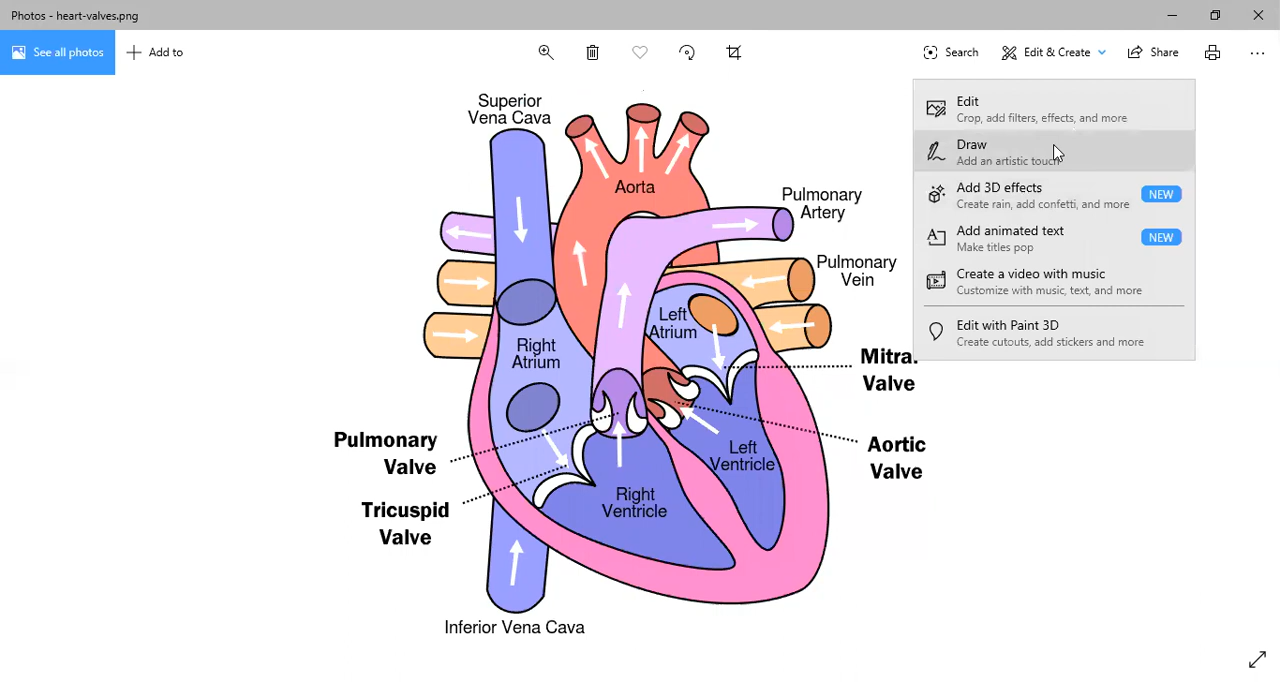 Photos - heart-valves.png
See all photos
Add to
Search
Edit & Create
Share
Edit
Crop, add filters, effects, and more
Draw
Add an artistic touch
Add 3D effects
NEW
Create rain, add confetti, and more
Add animated text
NEW
Make titles pop
Create a video with music
Customize with music, text, and more
Edit with Paint 3D
Create cutouts, add stickers and more
Superior
Vena Cava
Aorta
Pulmonary
Artery
Pulmonary
Vein
Left
Atrium
Right
Atrium
Mitral
Valve
Pulmonary
Valve
Aortic
Valve
Left
Ventricle
Right
Ventricle
Tricuspid
Valve
Inferior Vena Cava